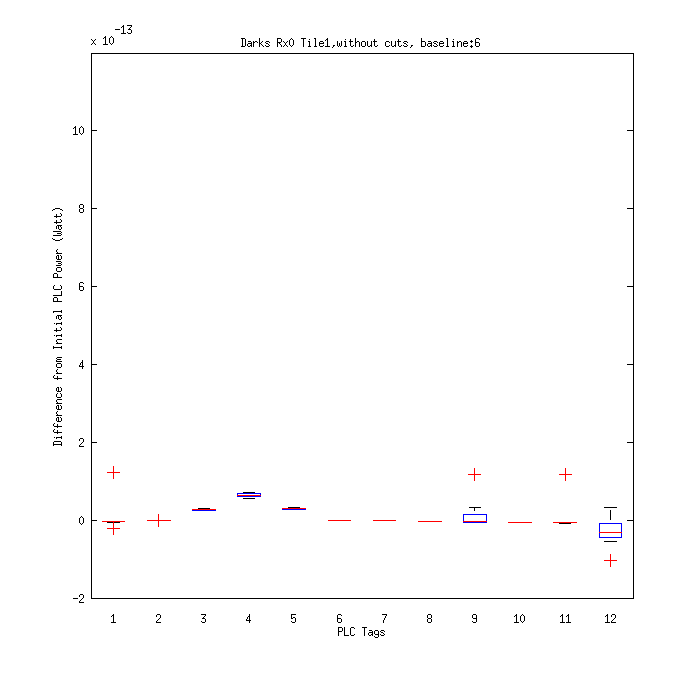 x 10 -13
Darks Rx0 Tile1,without cuts, baseline:6
Difference from Initial PLC Power (Watt)
10
8
6
4
2
0
-2
1 2 3 4 5 6 7 8 9 10 11 12
PLC Tags